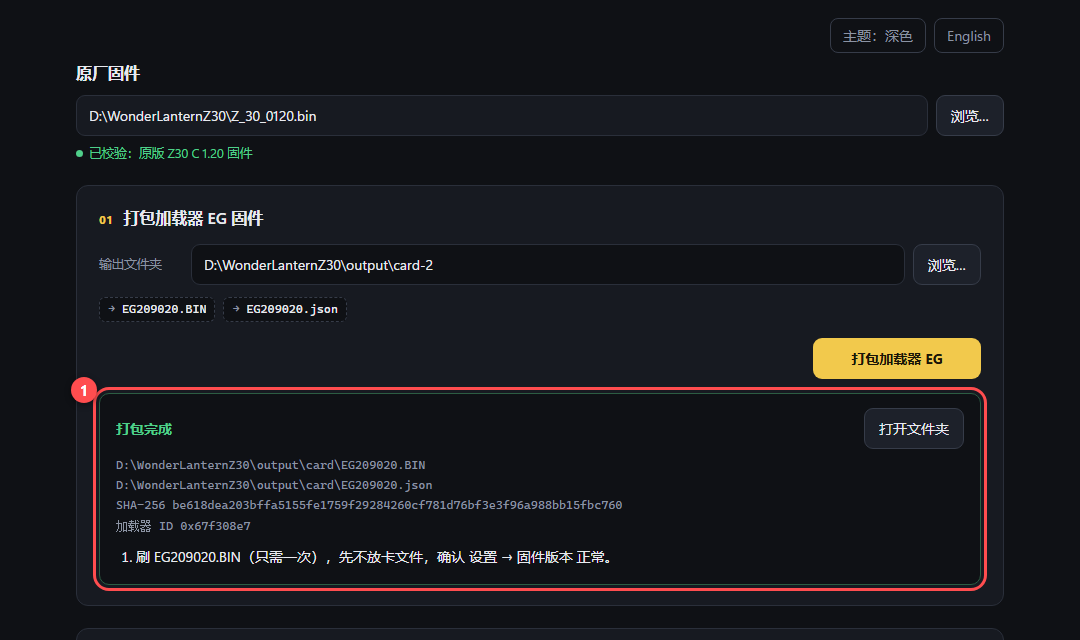 主题：深色 English
原厂固件
D:\WonderLanternZ30\Z_30_0120.bin 浏览...
已校验：原版 Z30 C 1.20 固件
01 打包加载器 EG 固件
输出文件夹 D:\WonderLanternZ30\output\card-2 浏览...
→ EG209020.BIN → EG209020.json
打包加载器 EG
1
打包完成 打开文件夹
D:\WonderLanternZ30\output\card\EG209020.BIN
D:\WonderLanternZ30\output\card\EG209020.json
SHA-256 be618dea203bffa5155fe1759f29284260cf781d76bf3e3f96a988bb15fbc760
加载器 ID 0x67f308e7
1. 刷 EG209020.BIN（只需一次），先不放卡文件，确认 设置 → 固件版本 正常。